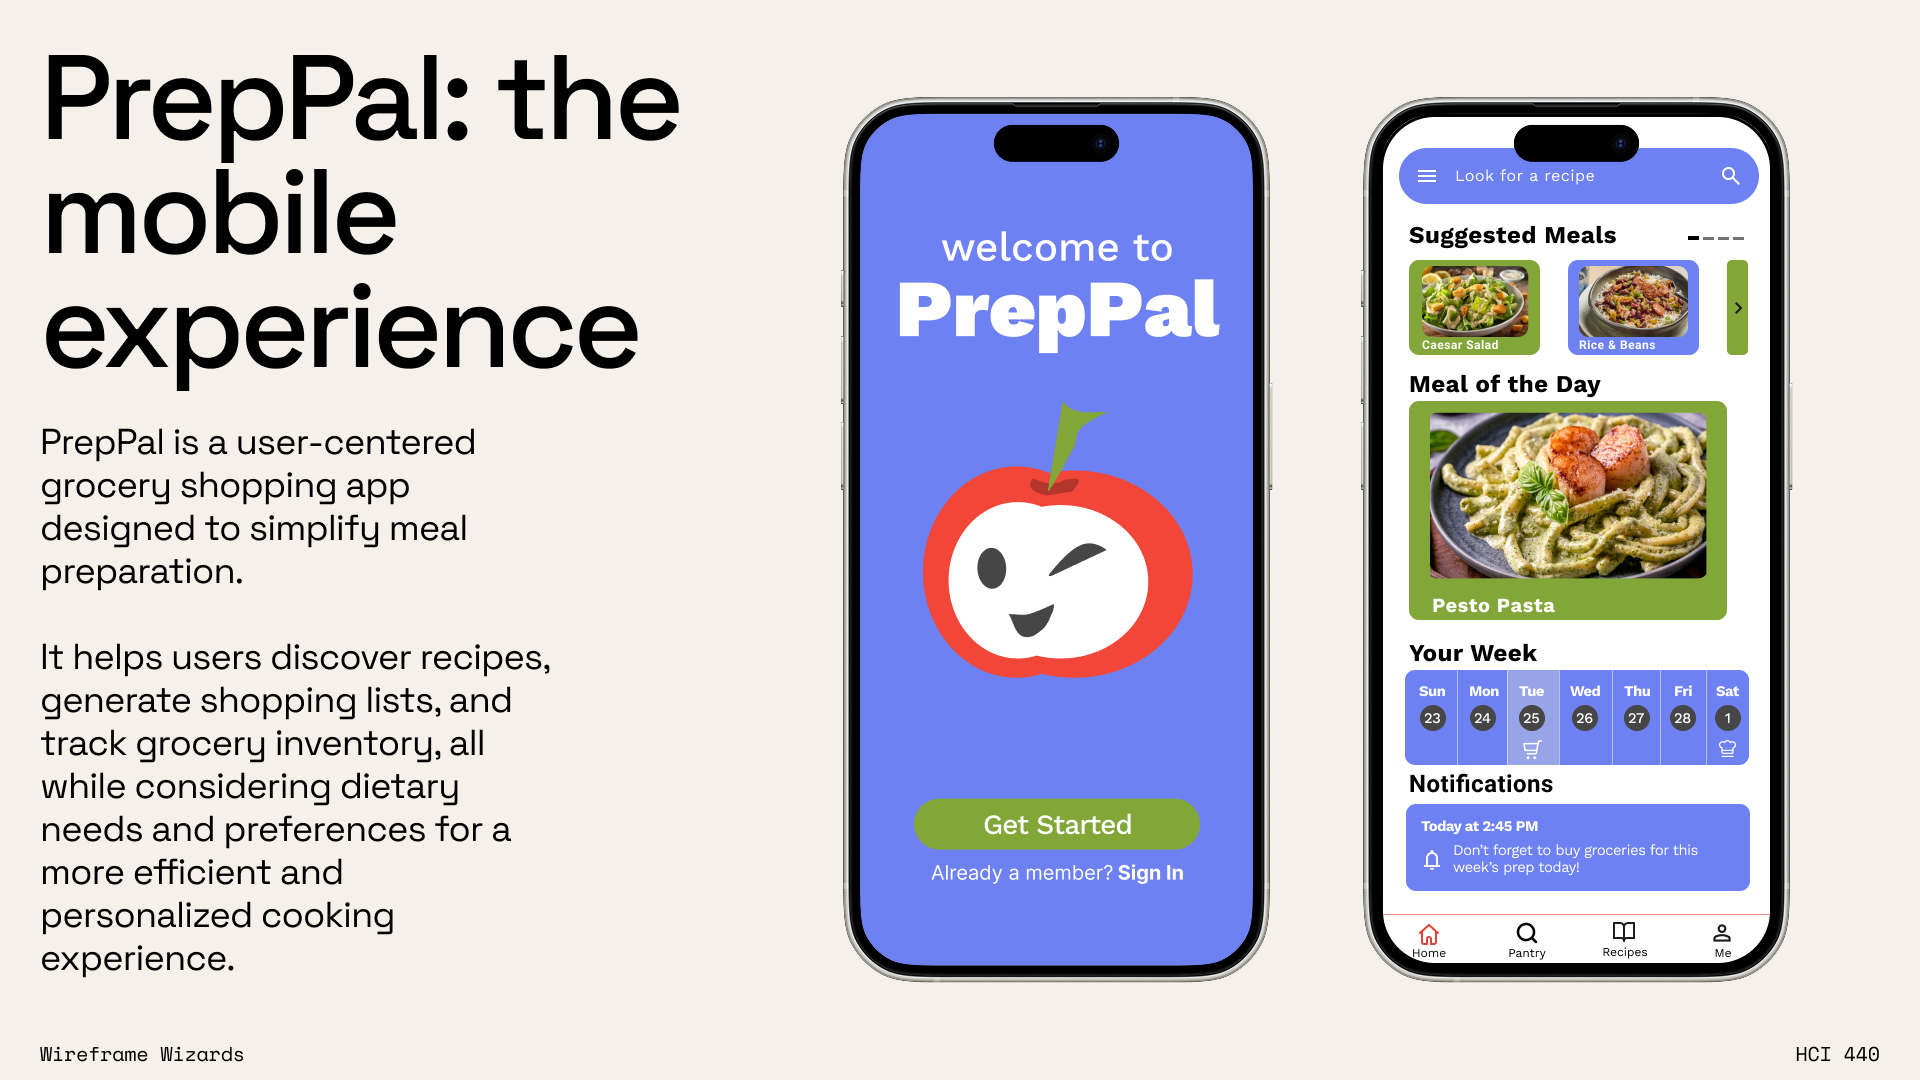 PrepPal: the
mobile
experience
PrepPal is a user-centered
grocery shopping app
designed to simplify meal
preparation.
It helps users discover recipes,
generate shopping lists, and
track grocery inventory, all
while considering dietary
needs and preferences for a
more efficient and
personalized cooking
experience.
welcome to
PrepPal
Get Started
Already a member? Sign In
Look for a recipe
Suggested Meals
Caesar Salad
Rice & Beans
Meal of the Day
Pesto Pasta
Your Week
Sun Mon Tue Wed Thu Fri Sat
23 24 25 26 27 28 1
Notifications
Today at 2:45 PM
Don't forget to buy groceries for this
week's prep today!
Home Pantry Recipes Me
Wireframe Wizards
HCI 440